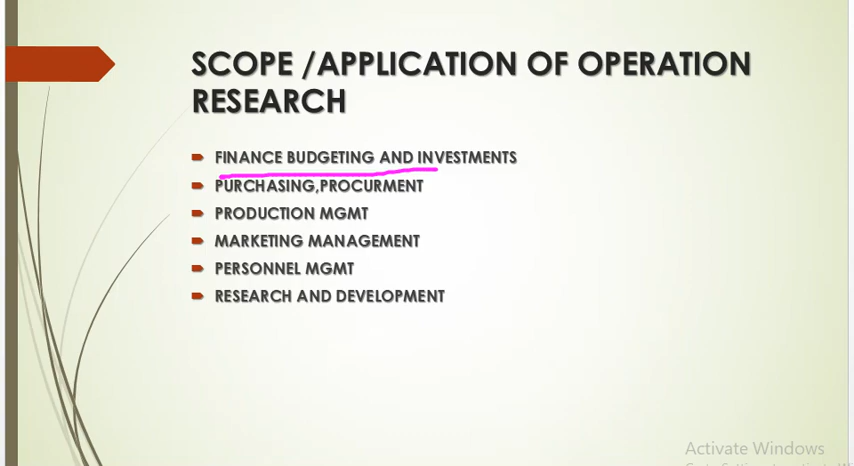 SCOPE /APPLICATION OF OPERATION
RESEARCH
FINANCE BUDGETING AND INVESTMENTS
PURCHASING,PROCURMENT
PRODUCTION MGMT
MARKETING MANAGEMENT
PERSONNEL MGMT
RESEARCH AND DEVELOPMENT
Activate Windows